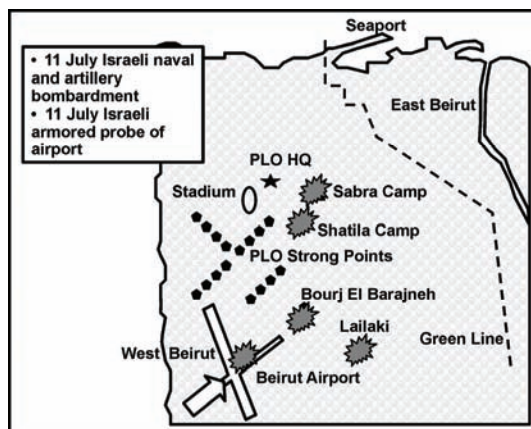 Seaport
• 11 July Israeli naval
and artillery
bombardment
• 11 July Israeli
armored probe of
airport
East Beirut
PLO HQ
Stadium
Sabra Camp
Shatila Camp
PLO Strong Points
Bourj El Barajneh
Lailaki
West Beirut
Green Line
Beirut Airport